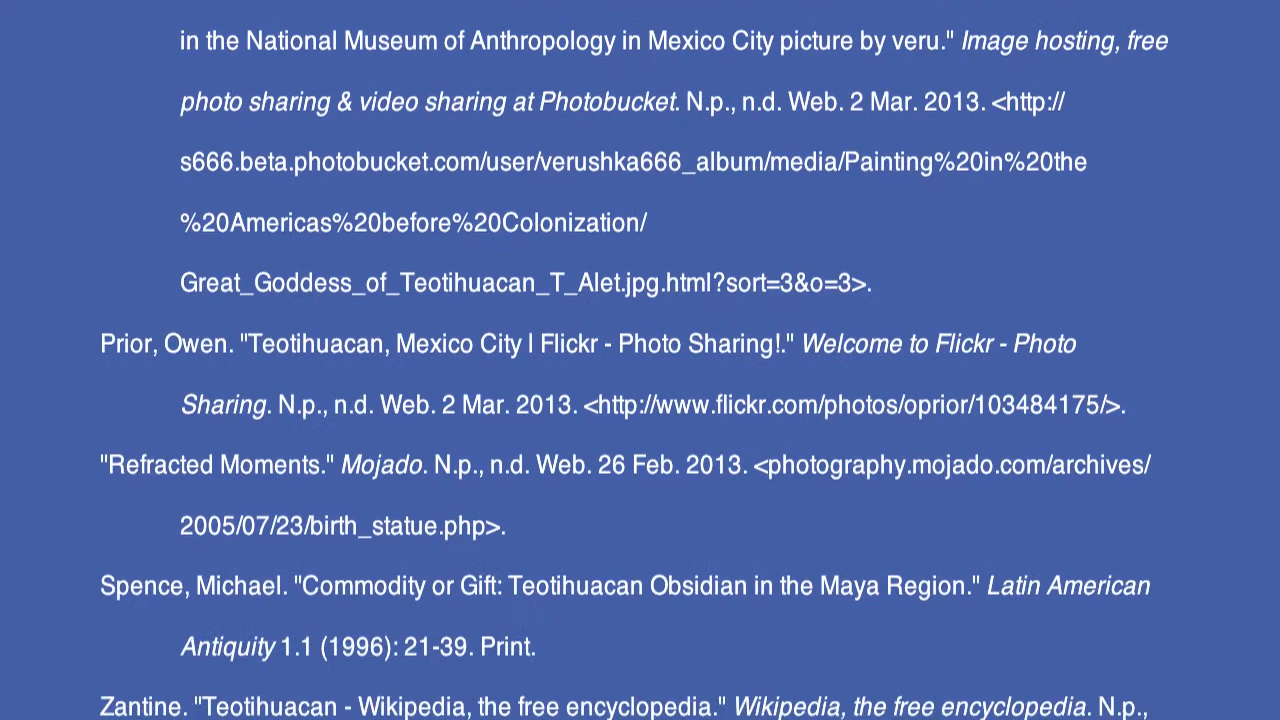 in the National Museum of Anthropology in Mexico City picture by veru." Image hosting, free
photo sharing & video sharing at Photobucket. N.p., n.d. Web. 2 Mar. 2013. <http://
s666.beta.photobucket.com/user/verushka666_album/media/Painting%20in%20the
%20Americas%20before%20Colonization/
Great_Goddess_of_Teotihuacan_T_Alet.jpg.html?sort=3&o=3>.
Prior, Owen. "Teotihuacan, Mexico City | Flickr - Photo Sharing!." Welcome to Flickr - Photo
Sharing. N.p., n.d. Web. 2 Mar. 2013. <http://www.flickr.com/photos/oprior/103484175/>.
"Refracted Moments." Mojado. N.p., n.d. Web. 26 Feb. 2013. <photography.mojado.com/archives/
2005/07/23/birth_statue.php>.
Spence, Michael. "Commodity or Gift: Teotihuacan Obsidian in the Maya Region." Latin American
Antiquity 1.1 (1996): 21-39. Print.
Zantine. "Teotihuacan - Wikipedia, the free encyclopedia." Wikipedia, the free encyclopedia. N.p.,